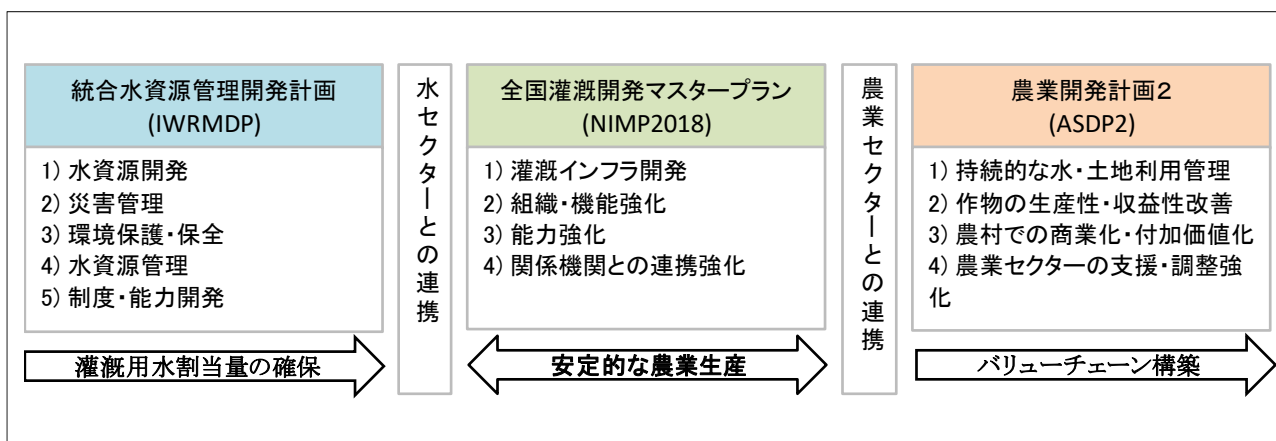 統合水資源管理開発計画
(IWRMDP)
1) 水資源開発
2) 災害管理
3) 環境保護・保全
4) 水資源管理
5) 制度・能力開発
灌漑用水割当量の確保
水セクターとの連携
全国灌漑開発マスタープラン
(NIMP2018)
1) 灌漑インフラ開発
2) 組織・機能強化
3) 能力強化
4) 関係機関との連携強化
安定的な農業生産
農業セクターとの連携
農業開発計画2
(ASDP2)
1) 持続的な水・土地利用管理
2) 作物の生産性・収益性改善
3) 農村での商業化・付加価値化
4) 農業セクターの支援・調整強
化
バリューチェーン構築